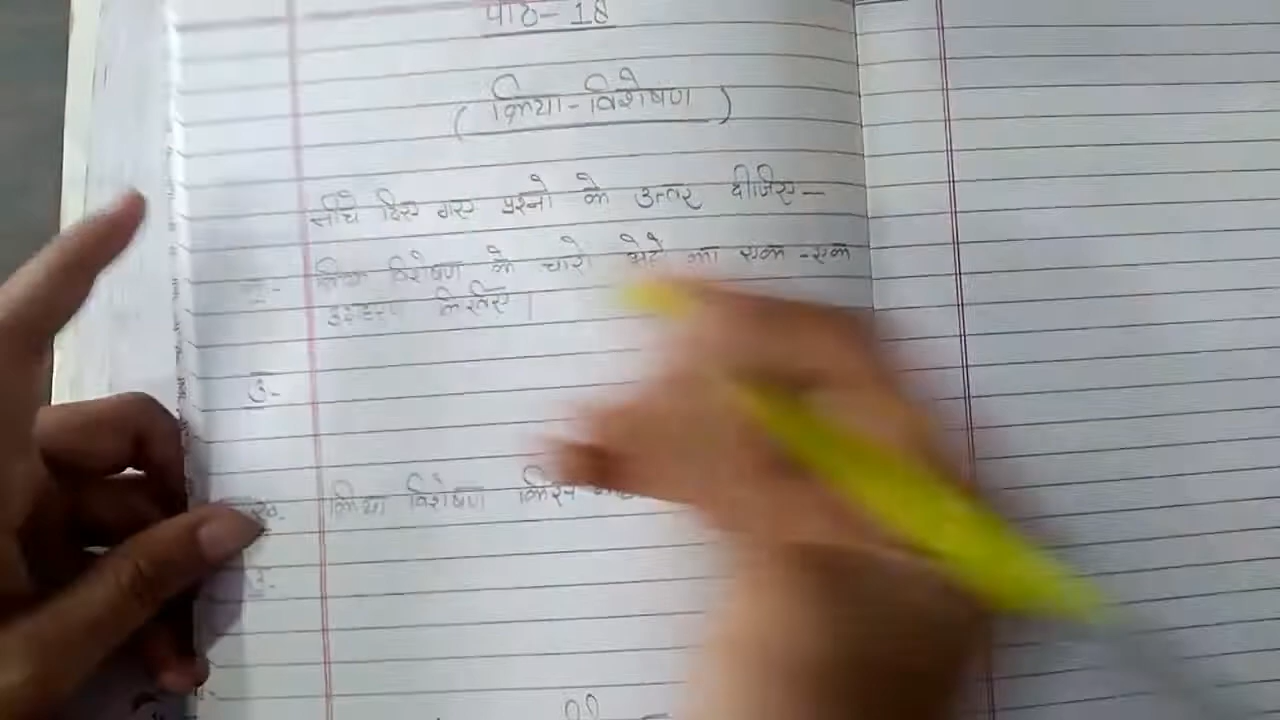 पाठ- 18
( क्रिया-विशेषण )
नीचे दिए गए प्रश्नो के उत्तर दीजिए—
क- क्रिया विशेषण के चारो भेदो का एक-एक
उदाहरण लिखिए।
उ-
ख- क्रिया विशेषण किसे
उ-